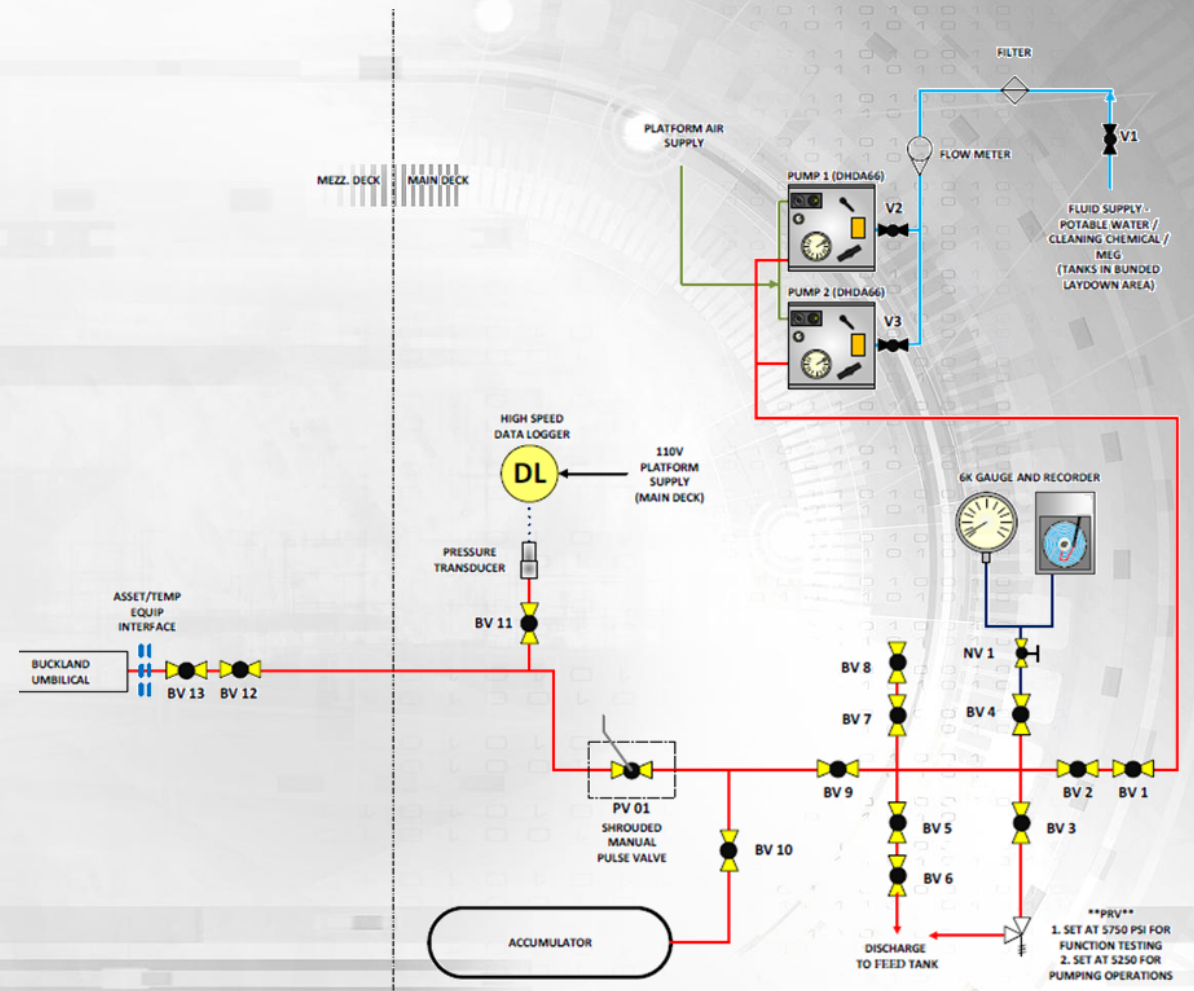 FILTER
PLATFORM AIR
SUPPLY
V1
FLOW METER
MEZZ. DECK
MAIN DECK
PUMP 1 (DHDA66)
V2
FLUID SUPPLY -
POTABLE WATER /
CLEANING CHEMICAL /
MEG
(TANKS IN BUNDED
LAYDOWN AREA)
PUMP 2 (DHDA66)
V3
HIGH SPEED
DATA LOGGER
DL
110V
PLATFORM
SUPPLY
(MAIN DECK)
6K GAUGE AND RECORDER
PRESSURE
TRANSDUCER
ASSET/TEMP
EQUIP
INTERFACE
BV 11
BUCKLAND
UMBILICAL
BV 13
BV 12
BV 8
NV 1
BV 7
BV 4
PV 01
SHROUDED
MANUAL
PULSE VALVE
BV 9
BV 2
BV 1
BV 10
BV 5
BV 3
BV 6
ACCUMULATOR
DISCHARGE
TO FEED TANK
**PRV**
1. SET AT 5750 PSI FOR
FUNCTION TESTING
2. SET AT 5250 FOR
PUMPING OPERATIONS